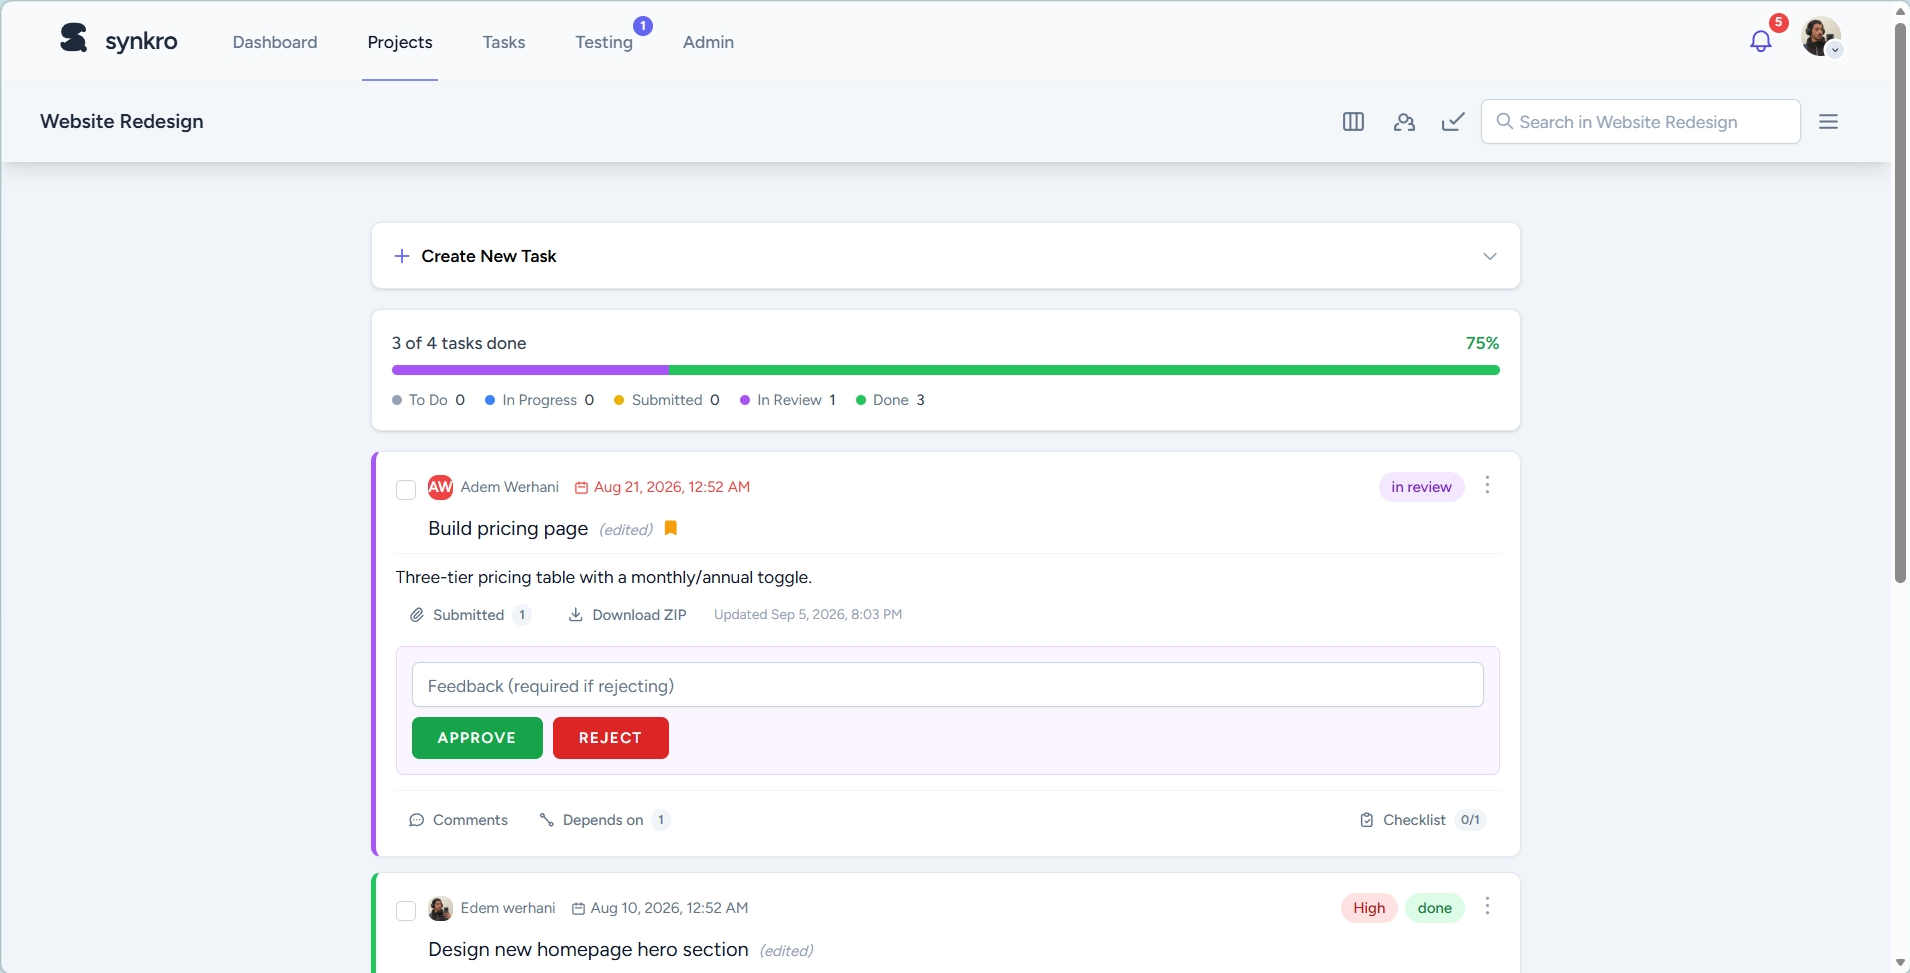 synkro
Dashboard
Projects
Tasks
Testing
1
Admin
5
Website Redesign
Search in Website Redesign
Create New Task
3 of 4 tasks done
75%
To Do 0
In Progress 0
Submitted 0
In Review 1
Done 3
AW Adem Werhani Aug 21, 2026, 12:52 AM
in review
Build pricing page (edited)
Three-tier pricing table with a monthly/annual toggle.
Submitted 1
Download ZIP
Updated Sep 5, 2026, 8:03 PM
Feedback (required if rejecting)
APPROVE
REJECT
Comments
Depends on 1
Checklist 0/1
Edem werhani Aug 10, 2026, 12:52 AM
High
done
Design new homepage hero section (edited)